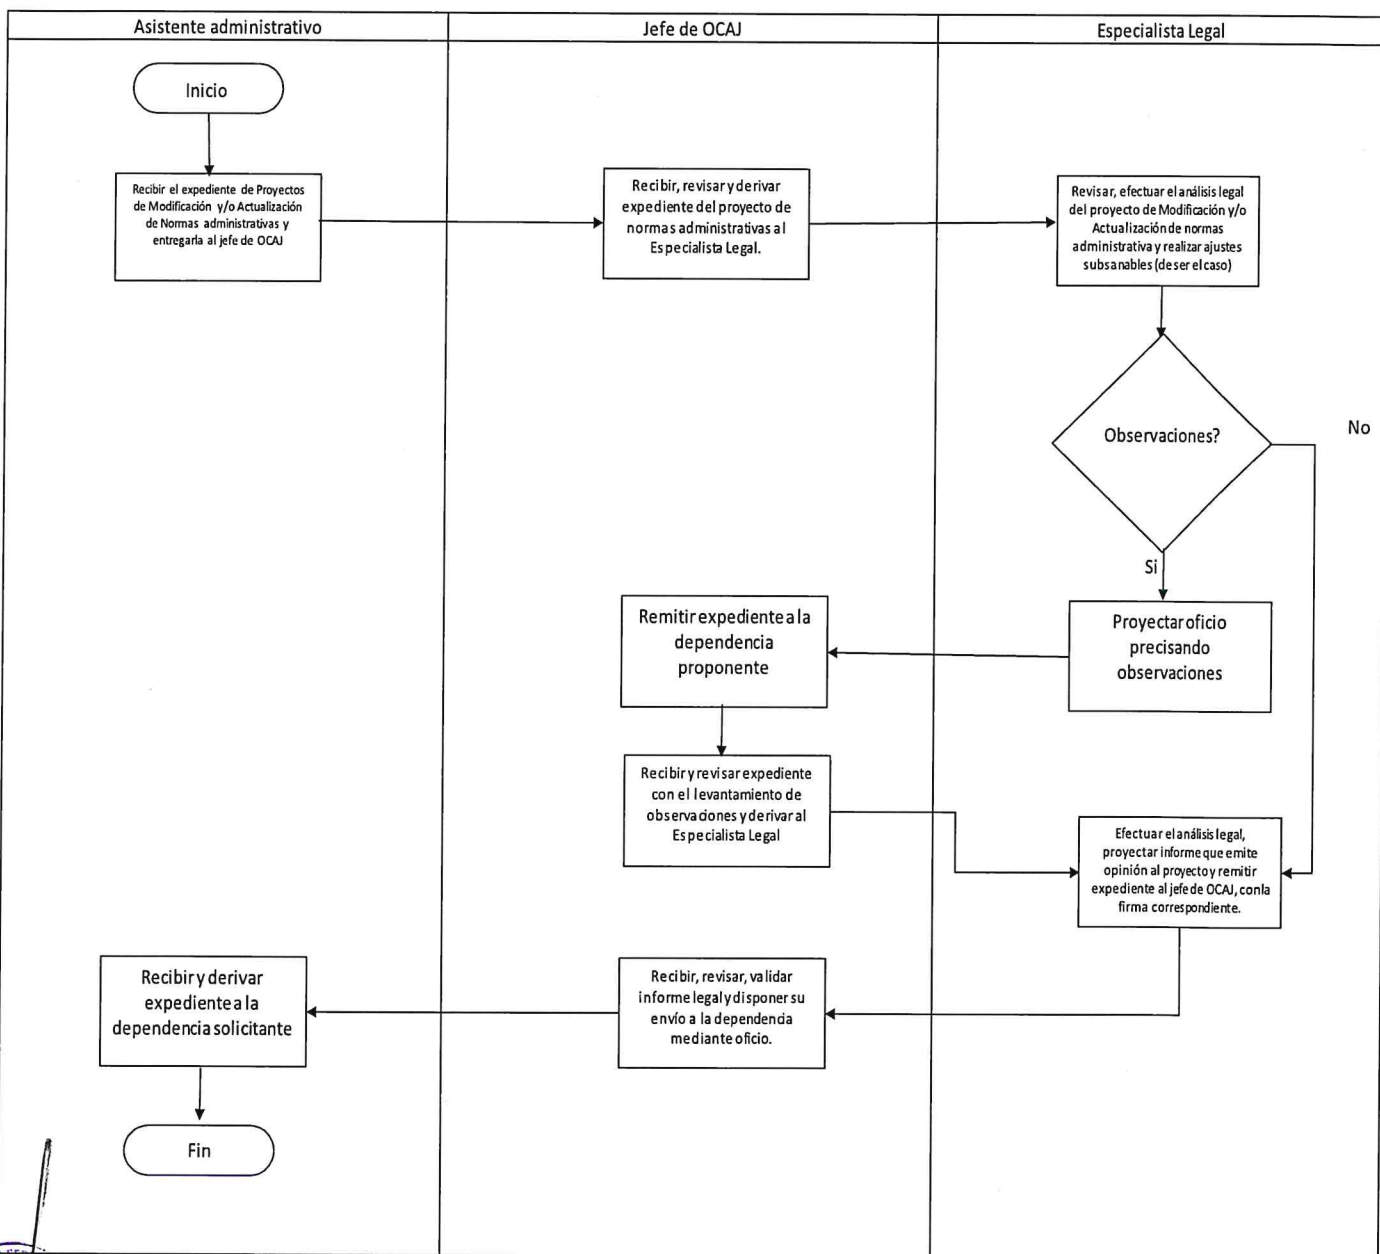 Asistente administrativo
Jefe de OCAJ
Especialista Legal
Inicio
Recibir el expediente de Proyectos
de Modificación y/o Actualización
de Normas administrativas y
entregarla al jefe de OCAJ
Recibir, revisar y derivar
expediente del proyecto de
normas administrativas al
Especialista Legal.
Revisar, efectuar el análisis legal
del proyecto de Modificación y/o
Actualización de normas
administrativa y realizar ajustes
subsanables (de ser el caso)
Observaciones?
No
Si
Proyectar oficio
precisando
observaciones
Remitir expediente a la
dependencia
proponente
Recibir y revisar expediente
con el levantamiento de
observaciones y derivar al
Especialista Legal
Efectuar el análisis legal,
proyectar informe que emite
opinión al proyecto y remitir
expediente al jefe de OCAJ, con la
firma correspondiente.
Recibir, revisar, validar
informe legal y disponer su
envío a la dependencia
mediante oficio.
Recibir y derivar
expediente a la
dependencia solicitante
Fin